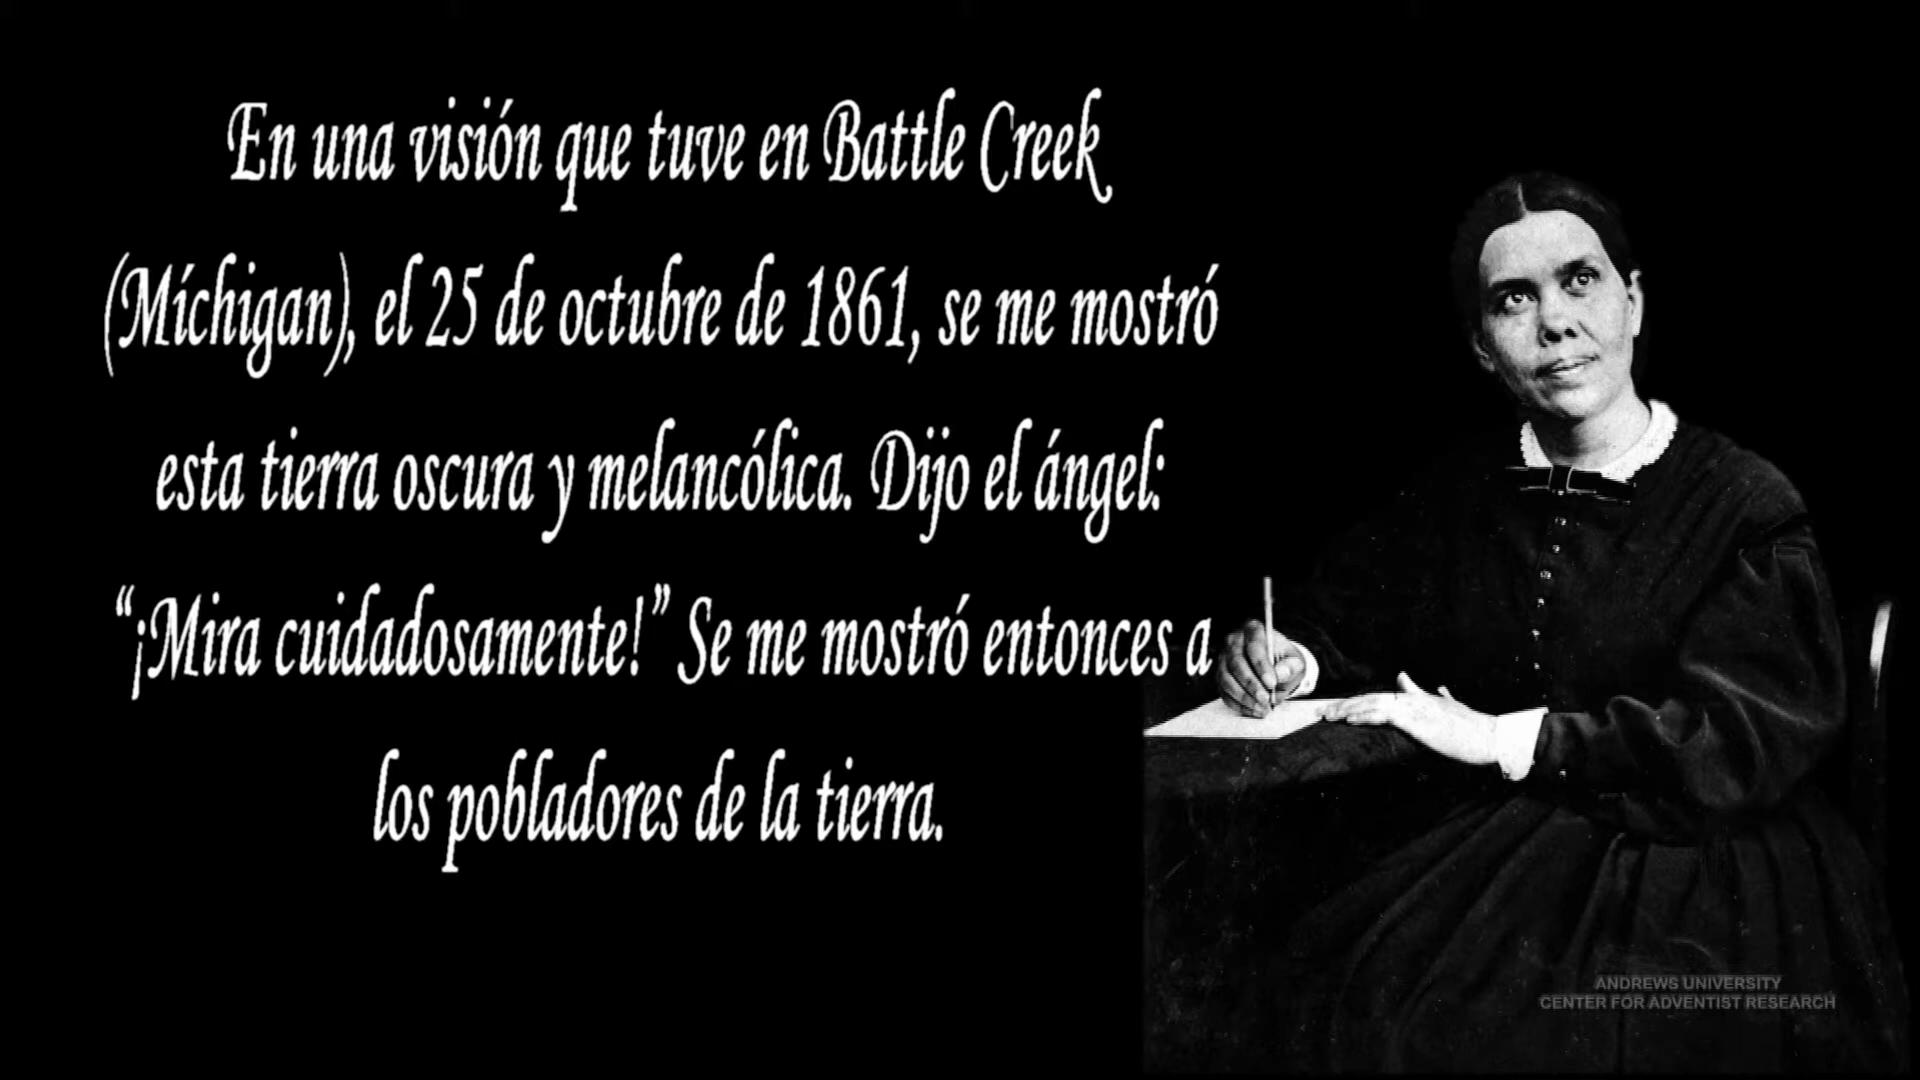 En una visión que tuve en Battle Creek
(Míchigan), el 25 de octubre de 1861, se me mostró
esta tierra oscura y melancólica. Dijo el ángel:
“¡Mira cuidadosamente!” Se me mostró entonces a
los pobladores de la tierra.
ANDREWS UNIVERSITY
CENTER FOR ADVENTIST RESEARCH